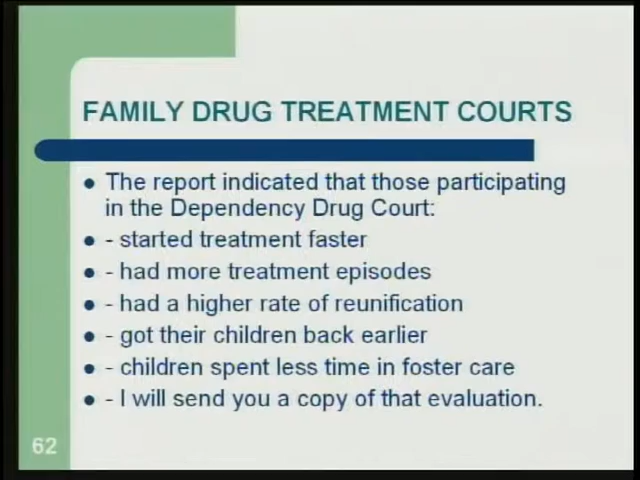 FAMILY DRUG TREATMENT COURTS
● The report indicated that those participating
in the Dependency Drug Court:
● - started treatment faster
● - had more treatment episodes
● - had a higher rate of reunification
● - got their children back earlier
● - children spent less time in foster care
● - I will send you a copy of that evaluation.
62